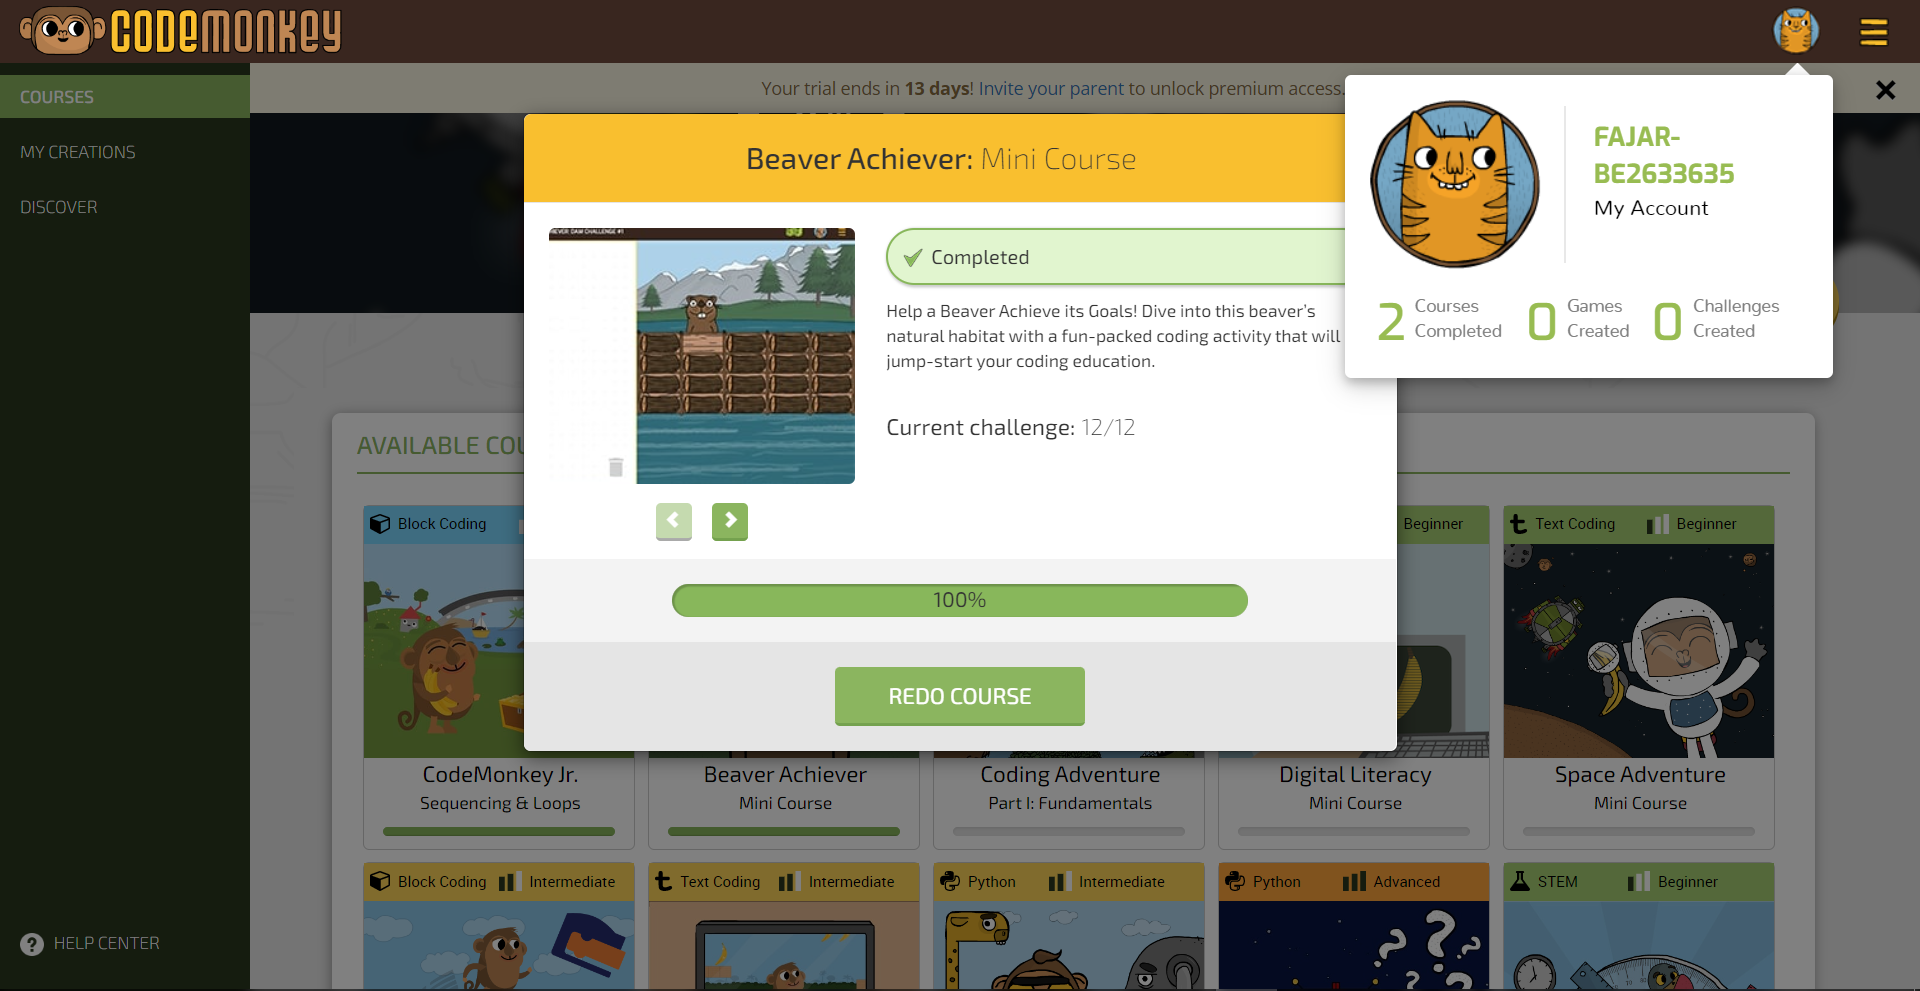 CODEMONKEY
COURSES
MY CREATIONS
DISCOVER
HELP CENTER
Your trial ends in 13 days! Invite your parent to unlock premium access.
FAJAR-
BE2633635
My Account
2 Courses Completed
0 Games Created
0 Challenges Created
Beaver Achiever: Mini Course
Completed
Help a Beaver Achieve its Goals! Dive into this beaver's
natural habitat with a fun-packed coding activity that will
jump-start your coding education.
Current challenge: 12/12
100%
REDO COURSE
AVAILABLE COU
Block Coding
Beginner
Text Coding Beginner
CodeMonkey Jr.
Sequencing & Loops
Beaver Achiever
Mini Course
Coding Adventure
Part I: Fundamentals
Digital Literacy
Mini Course
Space Adventure
Mini Course
Block Coding Intermediate
Text Coding Intermediate
Python Intermediate
Python Advanced
STEM Beginner